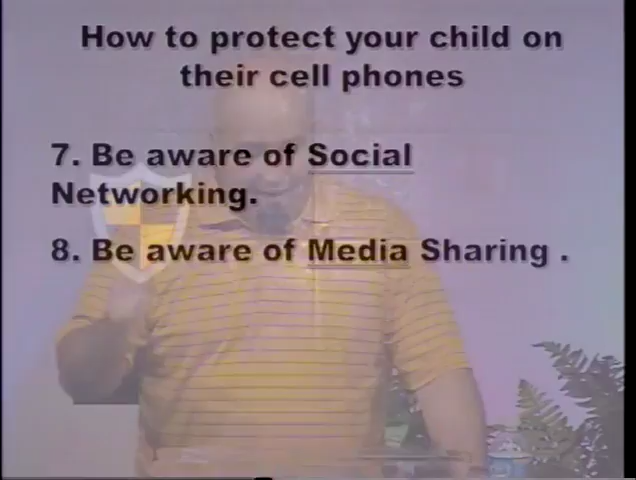 How to protect your child on
their cell phones
7. Be aware of Social
Networking.
8. Be aware of Media Sharing .